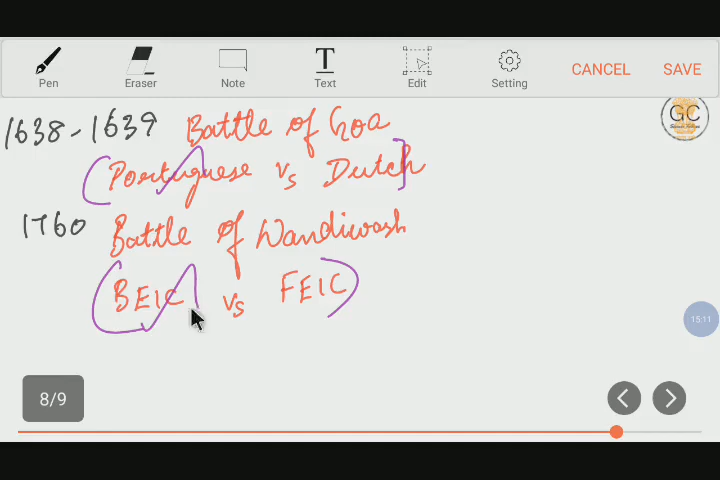 Pen Eraser Note Text Edit Setting CANCEL SAVE
1638-1639 Battle of Goa
GC
(Portuguese vs Dutch)
1760 Battle of Wandiwash
(BEIC vs FEIC)
15:11
8/9